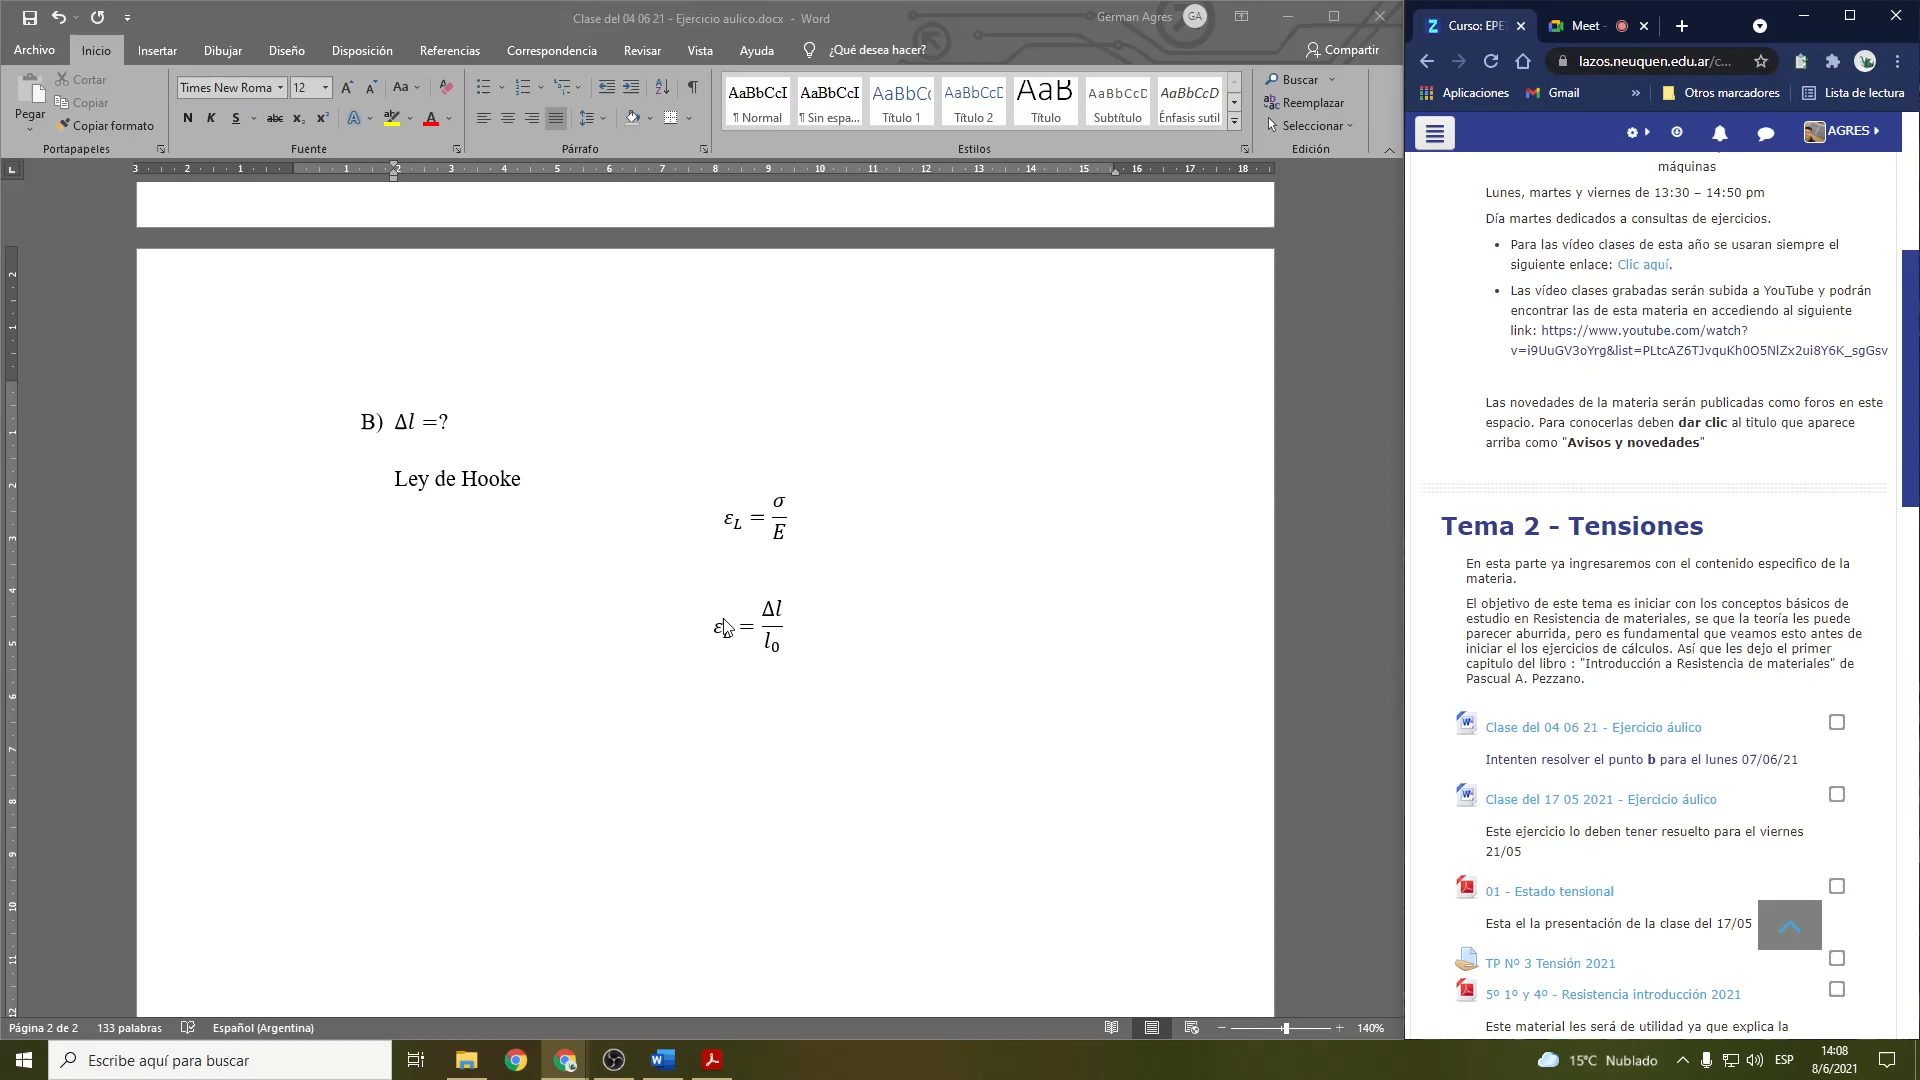 Clase del 04 06 21 - Ejercicio aulico.docx - Word
German Agres
GA
Archivo
Inicio
Insertar
Dibujar
Diseño
Disposición
Referencias
Correspondencia
Revisar
Vista
Ayuda
¿Qué desea hacer?
Compartir
Pegar
Cortar
Copiar
Copiar formato
Portapapeles
Times New Roma
12
Fuente
Párrafo
AaBbCcI
¶ Normal
AaBbCcI
¶ Sin espa...
AaBbC
Título 1
AaBbCcD
Título 2
AaB
Título
AaBbCcD
Subtítulo
AaBbCcD
Énfasis sutil
Estilos
Buscar
Reemplazar
Seleccionar
Edición
B) Δl =?
Ley de Hooke
ε_L = σ/E
ε = Δl/l₀
Página 2 de 2
133 palabras
Español (Argentina)
140%
Curso: EPE
Meet -
lazos.neuquen.edu.ar/c...
Aplicaciones
Gmail
»
Otros marcadores
Lista de lectura
AGRES
máquinas
Lunes, martes y viernes de 13:30 – 14:50 pm
Día martes dedicados a consultas de ejercicios.
• Para las vídeo clases de esta año se usaran siempre el
siguiente enlace: Clic aquí.
• Las vídeo clases grabadas serán subida a YouTube y podrán
encontrar las de esta materia en accediendo al siguiente
link: https://www.youtube.com/watch?
v=i9UuGV3oYrg&list=PLtcAZ6TJvquKh0O5NlZx2ui8Y6K_sgGsv
Las novedades de la materia serán publicadas como foros en este
espacio. Para conocerlas deben dar clic al titulo que aparece
arriba como "Avisos y novedades"
Tema 2 - Tensiones
En esta parte ya ingresaremos con el contenido especifico de la
materia.
El objetivo de este tema es iniciar con los conceptos básicos de
estudio en Resistencia de materiales, se que la teoría les puede
parecer aburrida, pero es fundamental que veamos esto antes de
iniciar el los ejercicios de cálculos. Así que les dejo el primer
capitulo del libro : "Introducción a Resistencia de materiales" de
Pascual A. Pezzano.
Clase del 04 06 21 - Ejercicio áulico
Intenten resolver el punto b para el lunes 07/06/21
Clase del 17 05 2021 - Ejercicio áulico
Este ejercicio lo deben tener resuelto para el viernes
21/05
01 - Estado tensional
Esta el la presentación de la clase del 17/05
TP Nº 3 Tensión 2021
5º 1º y 4º - Resistencia introducción 2021
Este material les será de utilidad ya que explica la
Escribe aquí para buscar
15°C Nublado
ESP
14:08
8/6/2021